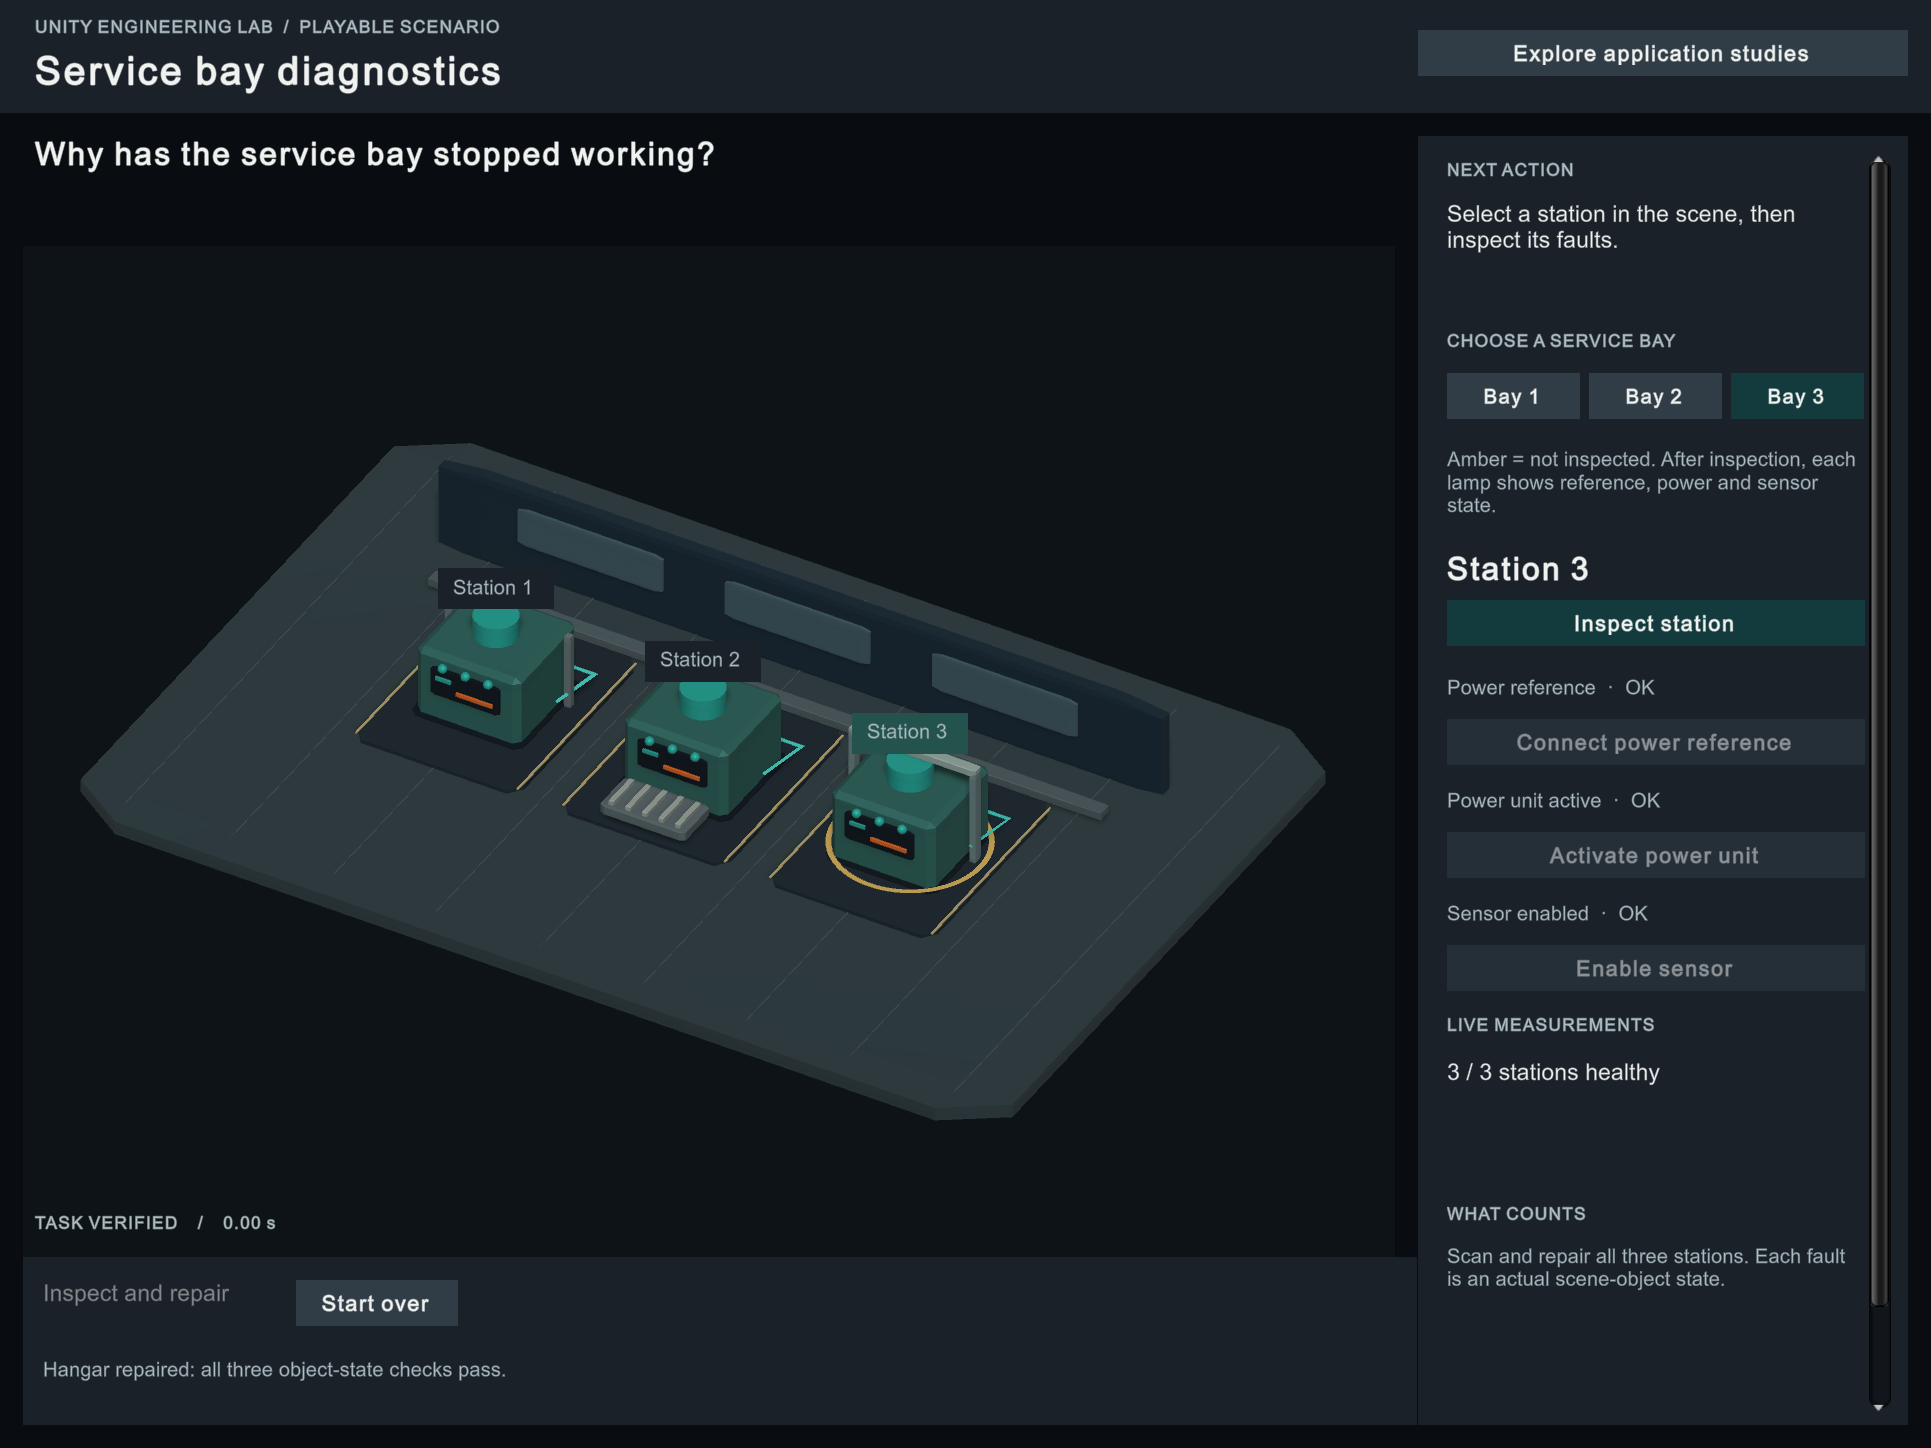 UNITY ENGINEERING LAB / PLAYABLE SCENARIO
Service bay diagnostics
Explore application studies
Why has the service bay stopped working?
Station 1
Station 2
Station 3
TASK VERIFIED / 0.00 s
Inspect and repair
Start over
Hangar repaired: all three object-state checks pass.
NEXT ACTION
Select a station in the scene, then
inspect its faults.
CHOOSE A SERVICE BAY
Bay 1
Bay 2
Bay 3
Amber = not inspected. After inspection, each
lamp shows reference, power and sensor
state.
Station 3
Inspect station
Power reference · OK
Connect power reference
Power unit active · OK
Activate power unit
Sensor enabled · OK
Enable sensor
LIVE MEASUREMENTS
3 / 3 stations healthy
WHAT COUNTS
Scan and repair all three stations. Each fault
is an actual scene-object state.